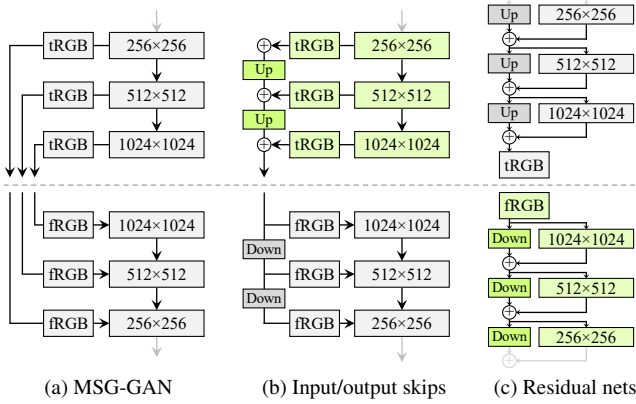 tRGB 256×256
tRGB 512×512
tRGB 1024×1024
fRGB 1024×1024
fRGB 512×512
fRGB 256×256
(a) MSG-GAN
tRGB 256×256
Up
tRGB 512×512
Up
tRGB 1024×1024
fRGB 1024×1024
Down
fRGB 512×512
Down
fRGB 256×256
(b) Input/output skips
Up 256×256
Up 512×512
Up 1024×1024
tRGB
fRGB
Down 1024×1024
Down 512×512
Down 256×256
(c) Residual nets